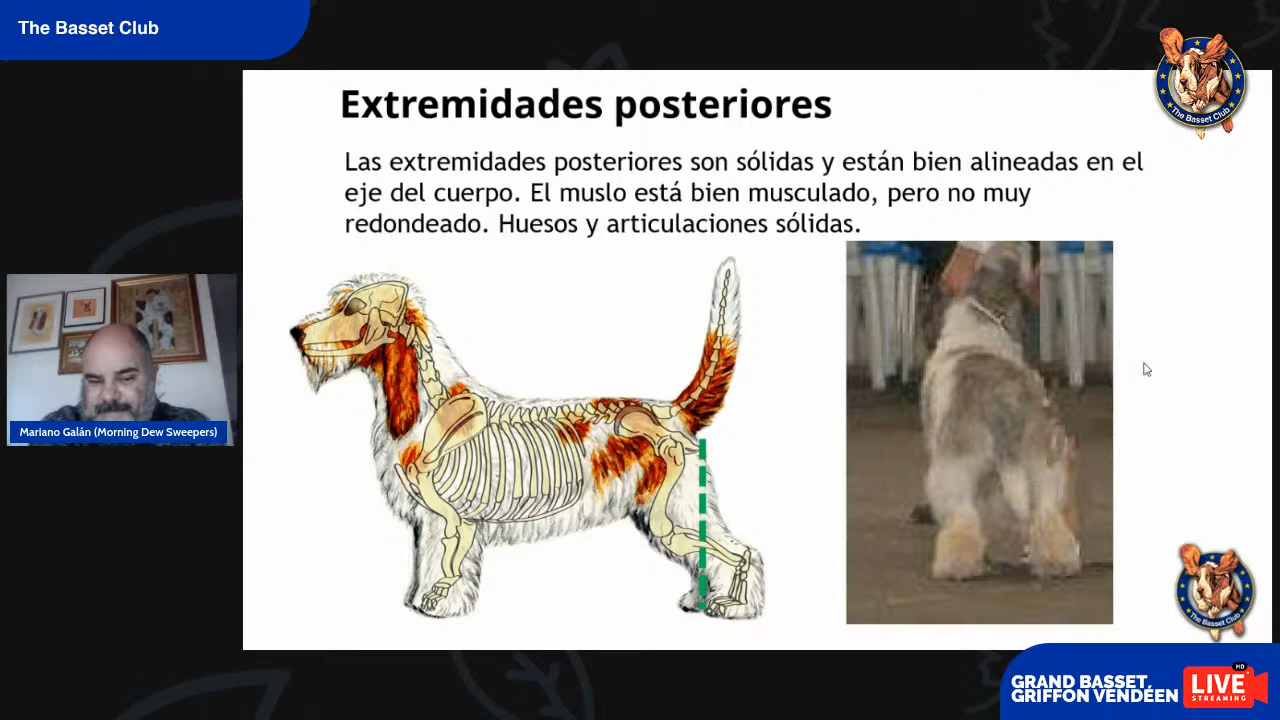 The Basset Club
The Basset Club
Extremidades posteriores
Las extremidades posteriores son sólidas y están bien alineadas en el
eje del cuerpo. El muslo está bien musculado, pero no muy
redondeado. Huesos y articulaciones sólidas.
Mariano Galán (Morning Dew Sweepers)
The Basset Club
GRAND BASSET
GRIFFON VENDÉEN
HD
LIVE
STREAMING